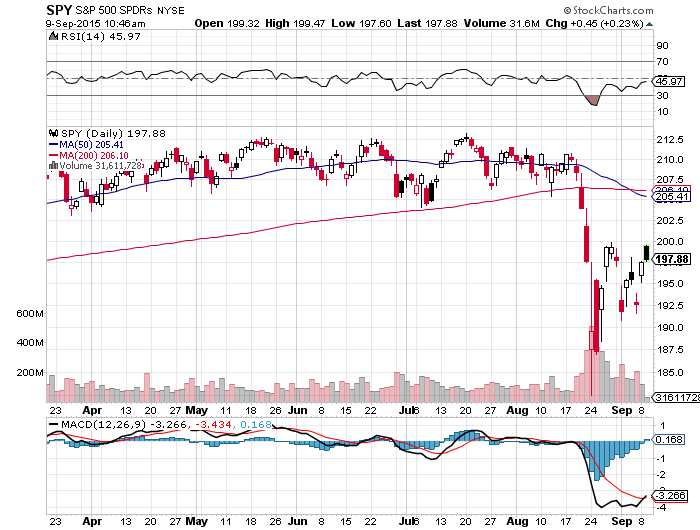 SPY S&P 500 SPDRs NYSE
© StockCharts.com
9-Sep-2015 10:46am Open 199.32 High 199.47 Low 197.60 Last 197.88 Volume 31.6M Chg +0.45 (+0.23%)
RSI(14) 45.97
90
70
50
45.97
30
10
SPY (Daily) 197.88
MA(50) 205.41
MA(200) 206.10
Volume 31,611,728
212.5
210.0
207.5
206.10
205.41
205.0
202.5
200.0
197.88
195.0
192.5
190.0
187.5
185.0
31611728
600M
400M
200M
23 Apr 6 13 20 27 May 11 18 26 Jun 8 15 22 Jul 6 13 20 27 Aug 10 17 24 Sep 8
MACD(12,26,9) -3.266, -3.434, 0.168
1
0.168
-1
-2
-3.266
-4
23 Apr 6 13 20 27 May 11 18 26 Jun 8 15 22 Jul 6 13 20 27 Aug 10 17 24 Sep 8